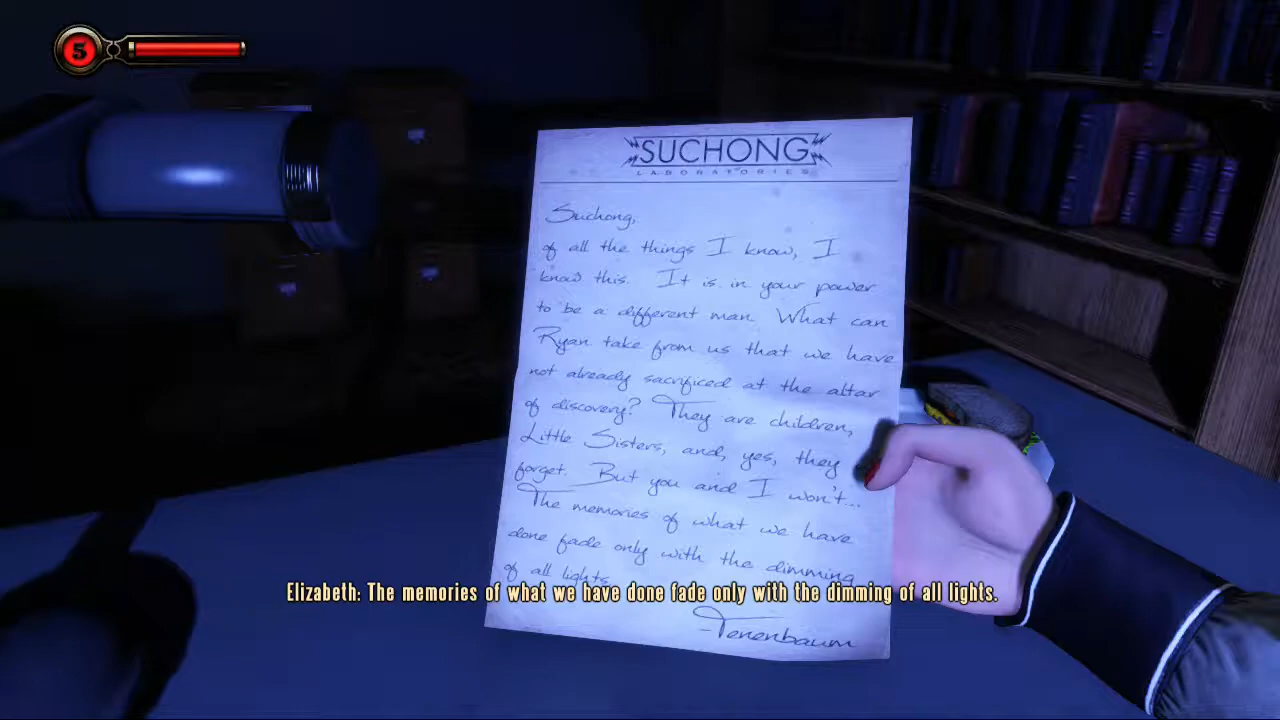 5
SUCHONG
LABORATORIES
Suchong,
of all the things I know, I
know this. It is in your power
to be a different man. What can
Ryan take from us that we have
not already sacrificed at the altar
of discovery? They are children,
Little Sisters, and, yes, they
forget. But you and I won't...
The memories of what we have
done fade only with the dimming
of all lights.
Elizabeth: The memories of what we have done fade only with the dimming of all lights.
-Tenenbaum